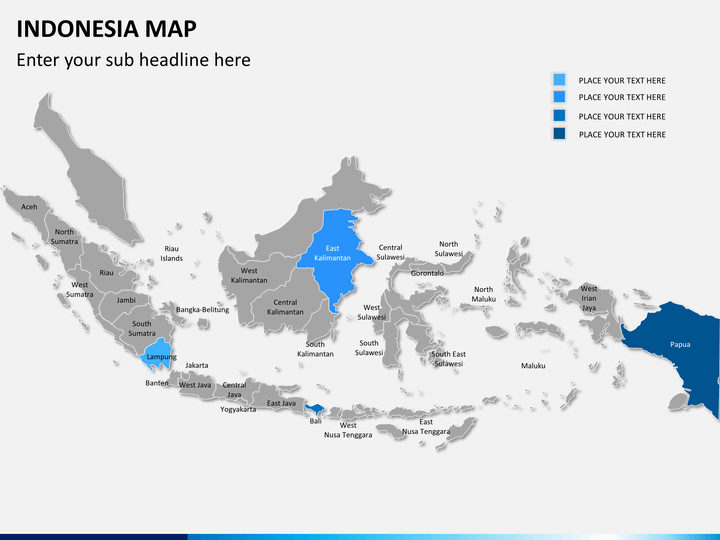 INDONESIA MAP
Enter your sub headline here
PLACE YOUR TEXT HERE
PLACE YOUR TEXT HERE
PLACE YOUR TEXT HERE
PLACE YOUR TEXT HERE
Aceh
North
Sumatra
Riau
Islands
Riau
West
Sumatra
Jambi
Bangka-Belitung
South
Sumatra
Lampung
Jakarta
Banten
West Java
Central
Java
Yogyakarta
East Java
Bali
West
Nusa Tenggara
East
Nusa Tenggara
West
Kalimantan
Central
Kalimantan
East
Kalimantan
South
Kalimantan
Central
Sulawesi
North
Sulawesi
Gorontalo
West
Sulawesi
South
Sulawesi
South East
Sulawesi
North
Maluku
Maluku
West
Irian
Jaya
Papua